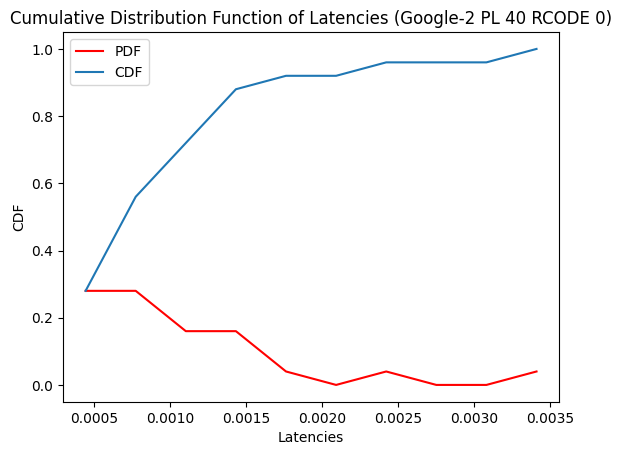 Cumulative Distribution Function of Latencies (Google-2 PL 40 RCODE 0)
PDF
CDF
1.0
0.8
0.6
0.4
0.2
0.0
CDF
0.0005 0.0010 0.0015 0.0020 0.0025 0.0030 0.0035
Latencies